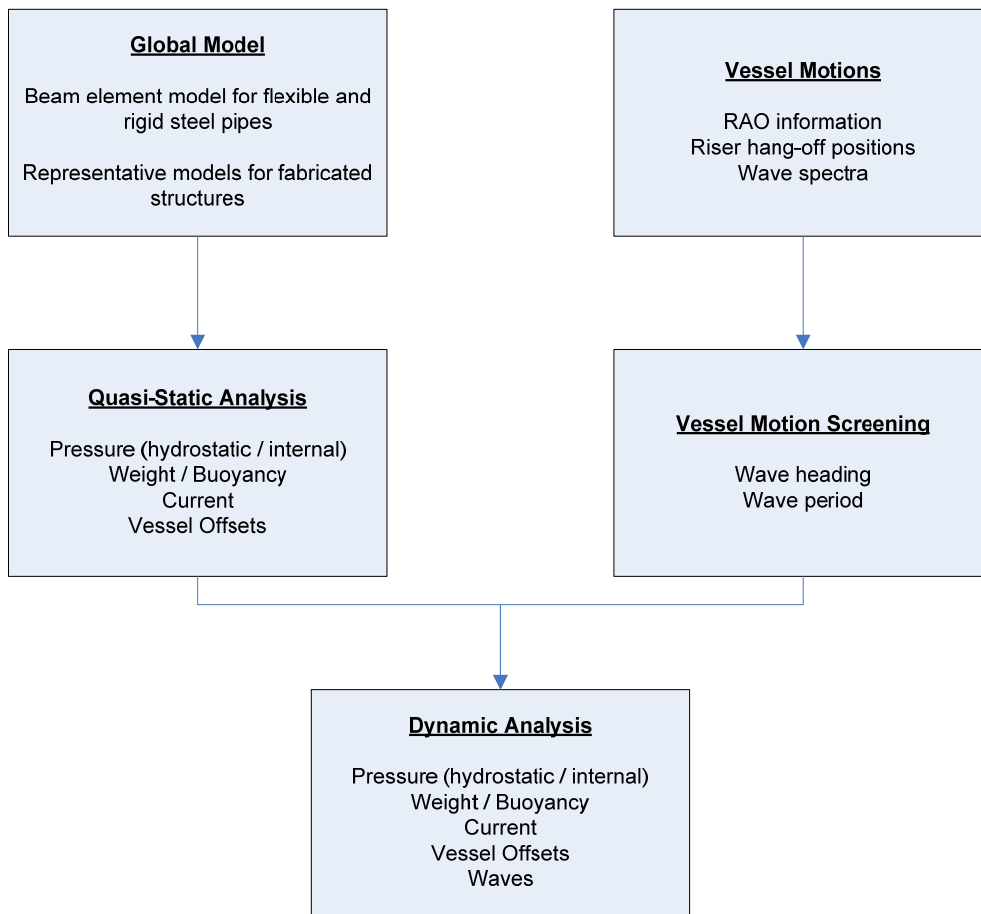 Global Model
Beam element model for flexible and
rigid steel pipes
Representative models for fabricated
structures
Vessel Motions
RAO information
Riser hang-off positions
Wave spectra
Quasi-Static Analysis
Pressure (hydrostatic / internal)
Weight / Buoyancy
Current
Vessel Offsets
Vessel Motion Screening
Wave heading
Wave period
Dynamic Analysis
Pressure (hydrostatic / internal)
Weight / Buoyancy
Current
Vessel Offsets
Waves